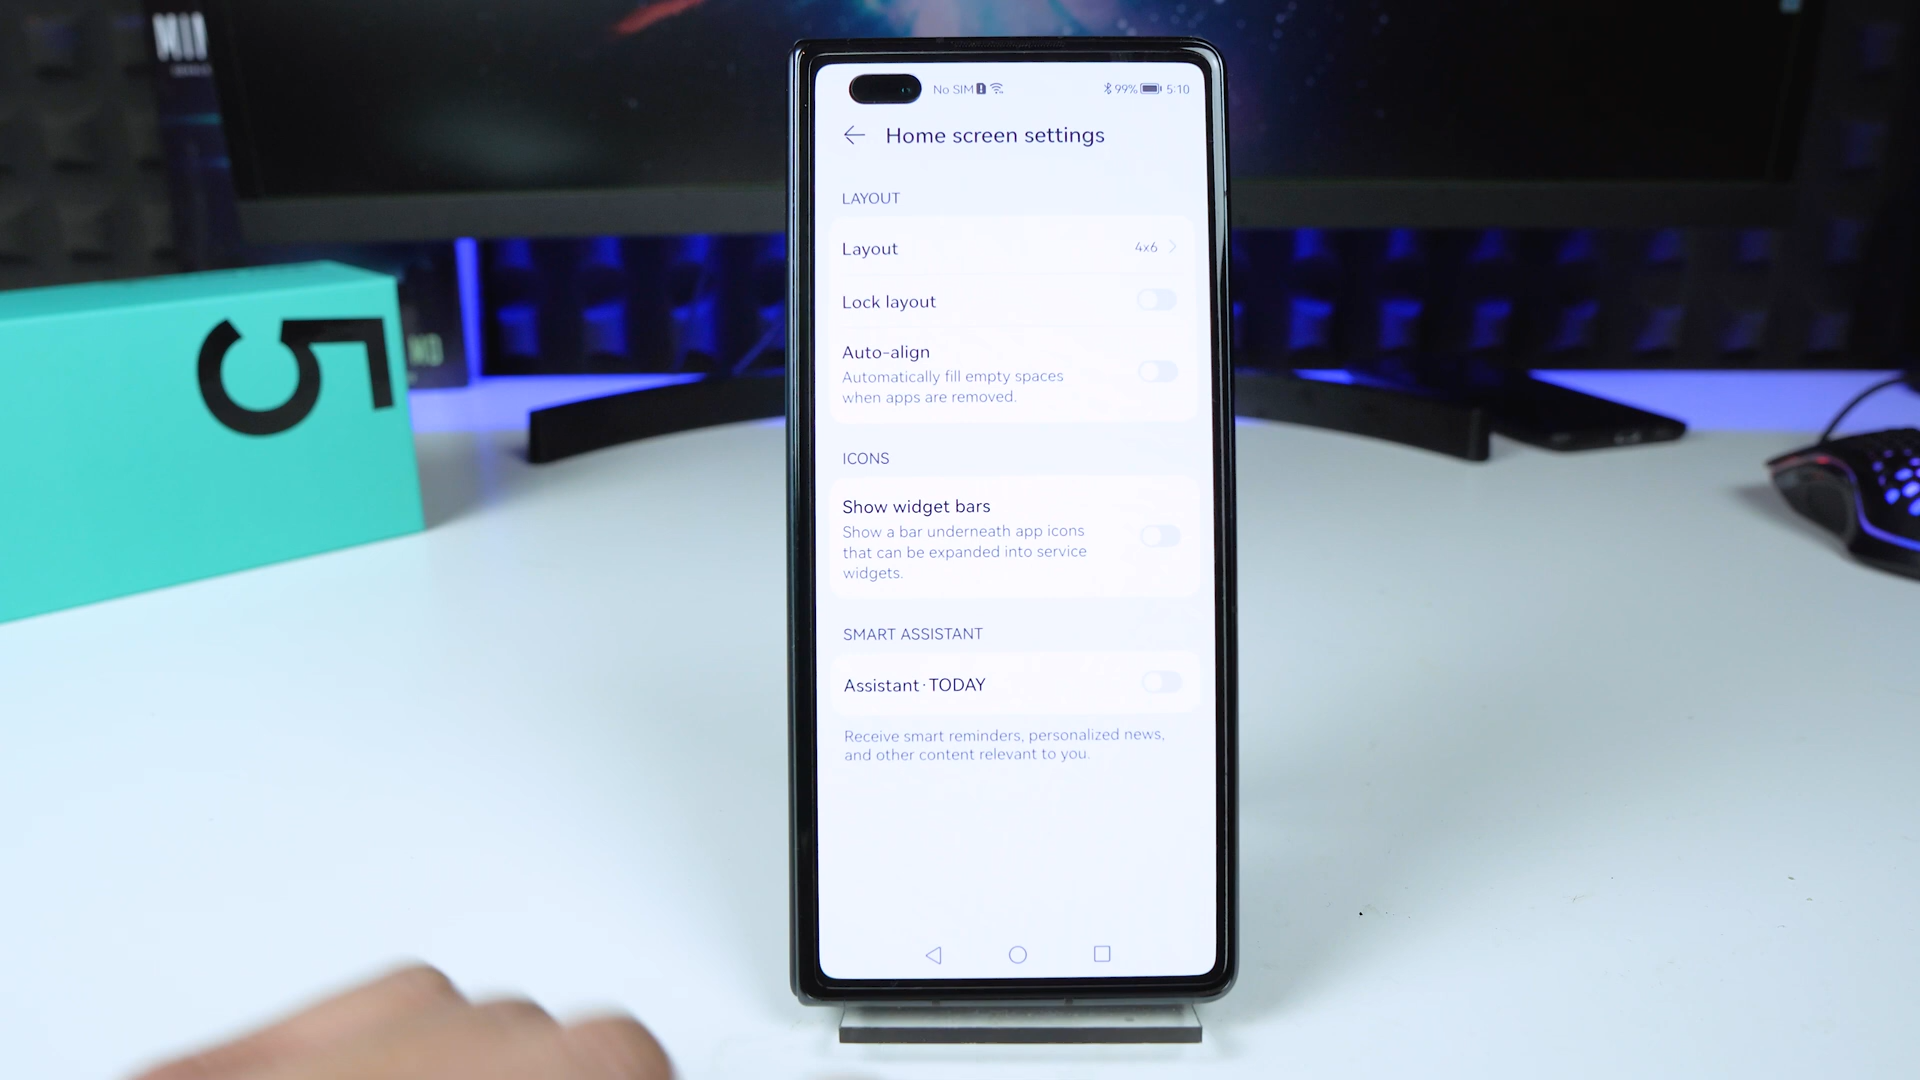 No SIM
99%
5:10
Home screen settings
LAYOUT
Layout
4x6
Lock layout
Auto-align
Automatically fill empty spaces
when apps are removed.
ICONS
Show widget bars
Show a bar underneath app icons
that can be expanded into service
widgets.
SMART ASSISTANT
Assistant·TODAY
Receive smart reminders, personalized news,
and other content relevant to you.
5